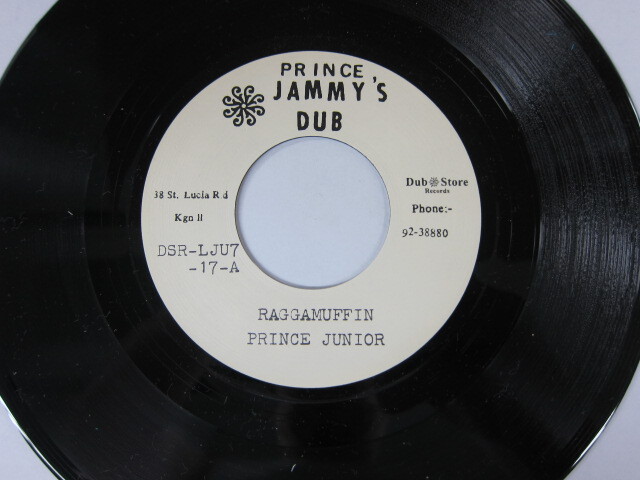 PRINCE
JAMMY'S
DUB
38 St. Lucia Rd
Kgn 11
Dub Store
Records
Phone:-
92-38880
DSR-LJU7
-17-A
RAGGAMUFFIN
PRINCE JUNIOR